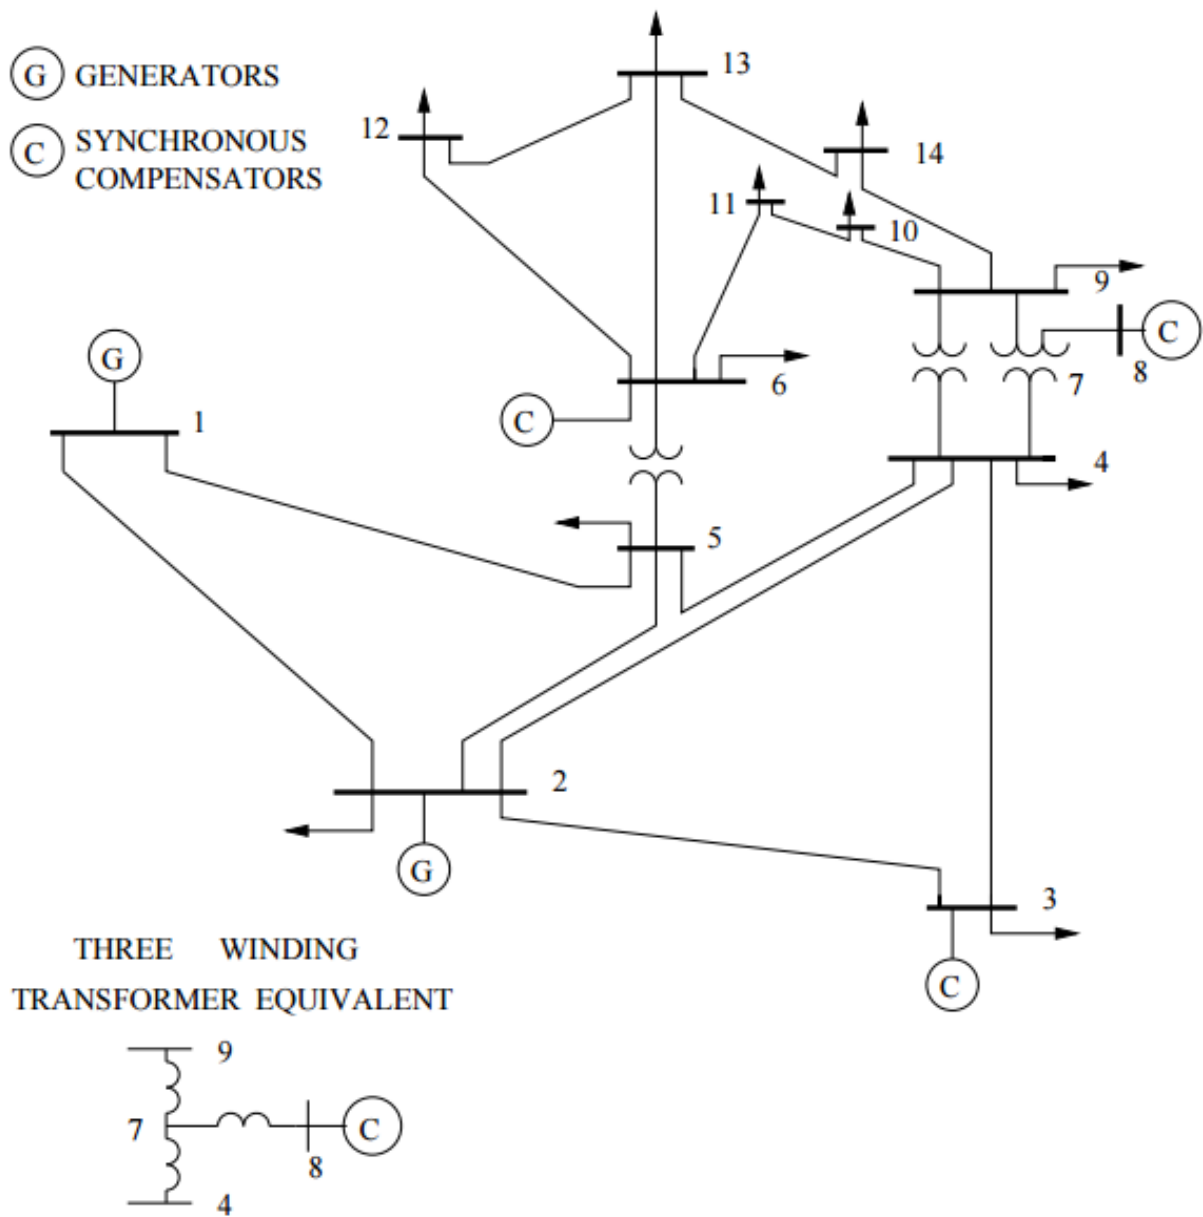 G GENERATORS
C SYNCHRONOUS
COMPENSATORS
13
12
14
11
10
9
C
8
7
6
C
G
1
4
5
2
G
3
C
THREE WINDING
TRANSFORMER EQUIVALENT
9
7
C
8
4